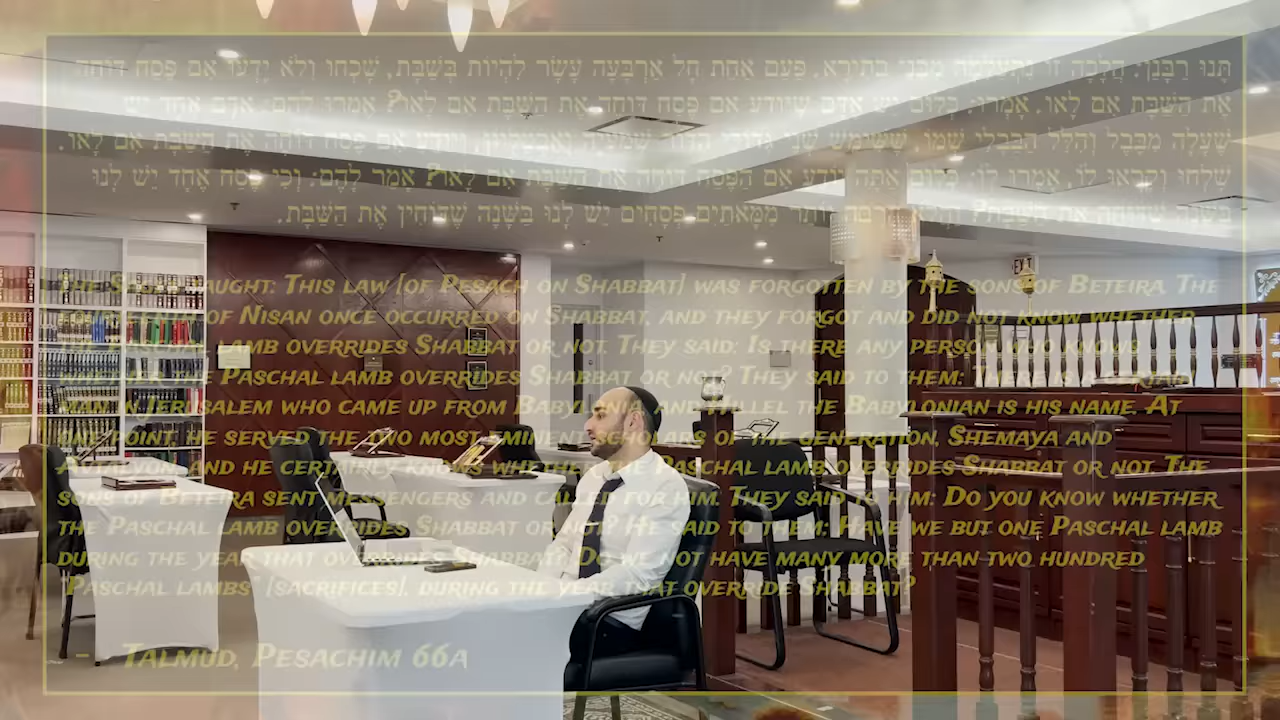 תָּנוּ רַבָּנַן: הֲלָכָה זוֹ נִתְעַלְּמָה מִבְּנֵי בְתֵירָא. פַּעַם אַחַת חָל אַרְבָּעָה עָשָׂר לִהְיוֹת בְּשַׁבָּת, שָׁכְחוּ וְלֹא יָדְעוּ אִם פֶּסַח דּוֹחֶה
אֶת הַשַּׁבָּת אִם לָאו. אָמְרוּ: כְּלוּם יֵשׁ אָדָם שֶׁיּוֹדֵעַ אִם פֶּסַח דּוֹחֶה אֶת הַשַּׁבָּת אִם לָאו? אָמְרוּ לָהֶם: אָדָם אֶחָד יֵשׁ
שֶׁעָלָה מִבָּבֶל וְהִלֵּל הַבַּבְלִי שְׁמוֹ, שֶׁשִּׁימֵּשׁ שְׁנֵי דּוֹחֶה אֶת הַשַּׁבָּת אִם לָאו.
שָׁלְחוּ וְקָרְאוּ לוֹ. אָמְרוּ לוֹ: כְּלוּם אַתָּה יוֹדֵעַ אִם הַפֶּסַח דּוֹחֶה אֶת הַשַּׁבָּת אִם לָאו? אָמַר לָהֶם: וְכִי פֶּסַח אֶחָד יֵשׁ לָנוּ
בַּשָּׁנָה שֶׁדּוֹחֶה אֶת הַשַּׁבָּת? וַהֲלֹא הַרְבֵּה יוֹתֵר מִמָּאתַיִם פְּסָחִים יֵשׁ לָנוּ בַּשָּׁנָה שֶׁדּוֹחִין אֶת הַשַּׁבָּת.
The Sages taught: This law [of Pesach on Shabbat] was forgotten by the sons of Beteira. The
of Nisan once occurred on Shabbat, and they forgot and did not know whether
lamb overrides Shabbat or not. They said: Is there any person who knows
Paschal lamb overrides Shabbat or not? They said to them: There is
man in Jerusalem who came up from Babylonia and Hillel the Babylonian is his name. At
one point, he served the two most eminent scholars of the generation, Shemaya and
Avtalyon, and he certainly knows whether the Paschal lamb overrides Shabbat or not. The
sons of Beteira sent messengers and called for him. They said to him: Do you know whether
the Paschal lamb overrides Shabbat or not? He said to them: Have we but one Paschal lamb
during the year that overrides Shabbat? Do we not have many more than two hundred
Paschal lambs, [sacrifices], during the year that override Shabbat?
- Talmud, Pesachim 66a
EXIT